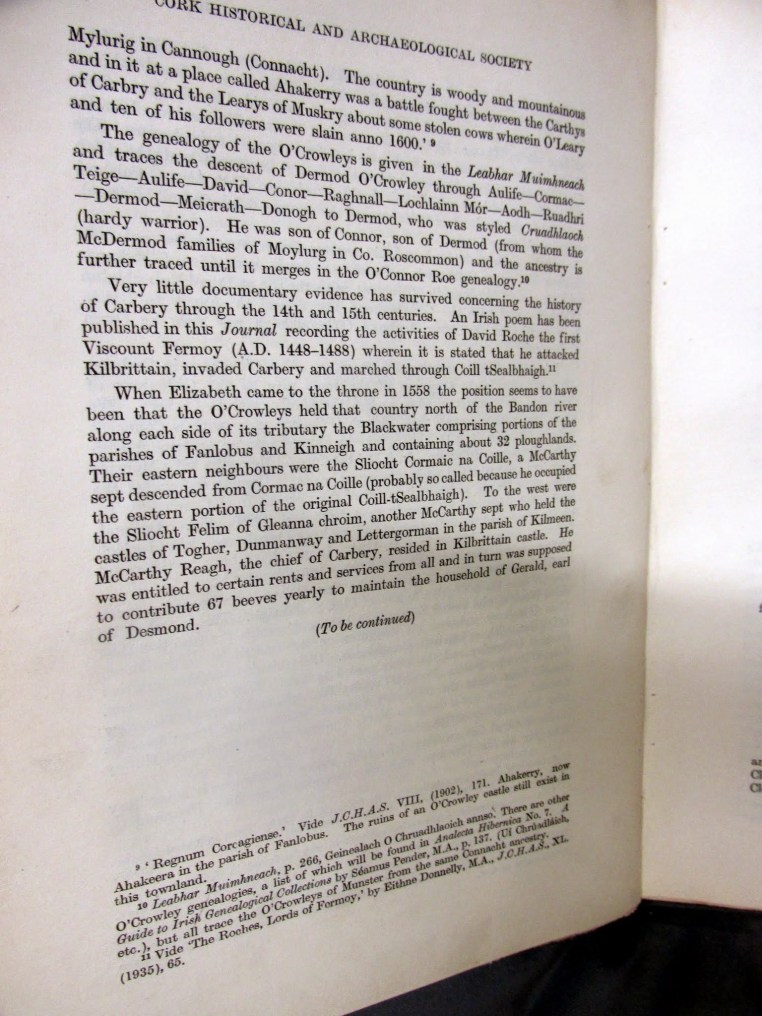 CORK HISTORICAL AND ARCHAEOLOGICAL SOCIETY
Mylurig in Cannough (Connacht). The country is woody and mountainous
and in it at a place called Ahakerry was a battle fought between the Carthys
of Carbry and the Learys of Muskry about some stolen cows wherein O'Leary
and ten of his followers were slain anno 1600.' 9
The genealogy of the O'Crowleys is given in the Leabhar Muimhneach
and traces the descent of Dermod O'Crowley through Aulife—Cormac—
Teige—Aulife—David—Conor—Raghnall—Lochlainn Mór—Aodh—Ruadhri
—Dermod—Meicrath—Donogh to Dermod, who was styled Cruadhlaoch
(hardy warrior). He was son of Connor, son of Dermod (from whom the
McDermod families of Moylurg in Co. Roscommon) and the ancestry is
further traced until it merges in the O'Connor Roe genealogy.10
Very little documentary evidence has survived concerning the history
of Carbery through the 14th and 15th centuries. An Irish poem has been
published in this Journal recording the activities of David Roche the first
Viscount Fermoy (A.D. 1448–1488) wherein it is stated that he attacked
Kilbrittain, invaded Carbery and marched through Coill tSealbhaigh.11
When Elizabeth came to the throne in 1558 the position seems to have
been that the O'Crowleys held that country north of the Bandon river
along each side of its tributary the Blackwater comprising portions of the
parishes of Fanlobus and Kinneigh and containing about 32 ploughlands.
Their eastern neighbours were the Sliocht Cormaic na Coille, a McCarthy
sept descended from Cormac na Coille (probably so called because he occupied
the eastern portion of the original Coill-tSealbhaigh). To the west were
the Sliocht Felim of Gleanna chroim, another McCarthy sept who held the
castles of Togher, Dunmanway and Lettergorman in the parish of Kilmeen.
McCarthy Reagh, the chief of Carbery, resided in Kilbrittain castle. He
was entitled to certain rents and services from all and in turn was supposed
to contribute 67 beeves yearly to maintain the household of Gerald, earl
of Desmond.
(To be continued)
9 ' Regnum Corcagiense.' Vide J.C.H.A.S. VIII, (1902), 171. Ahakerry, now
Ahakeera in the parish of Fanlobus. The ruins of an O'Crowley castle still exist in
this townland.
10 Leabhar Muimhneach, p. 266, Geinealach O Chruadhlaoich annso. There are other
O'Crowley genealogies, a list of which will be found in Analecta Hibernica No. 7. A
Guide to Irish Genealogical Collections by Séamus Pender, M.A., p. 137. (Uí Chrúadláich,
etc.), but all trace the O'Crowleys of Munster from the same Connacht ancestry.
11 Vide 'The Roches, Lords of Fermoy,' by Eithne Donnelly, M.A., J.C.H.A.S., XL.
(1935), 65.